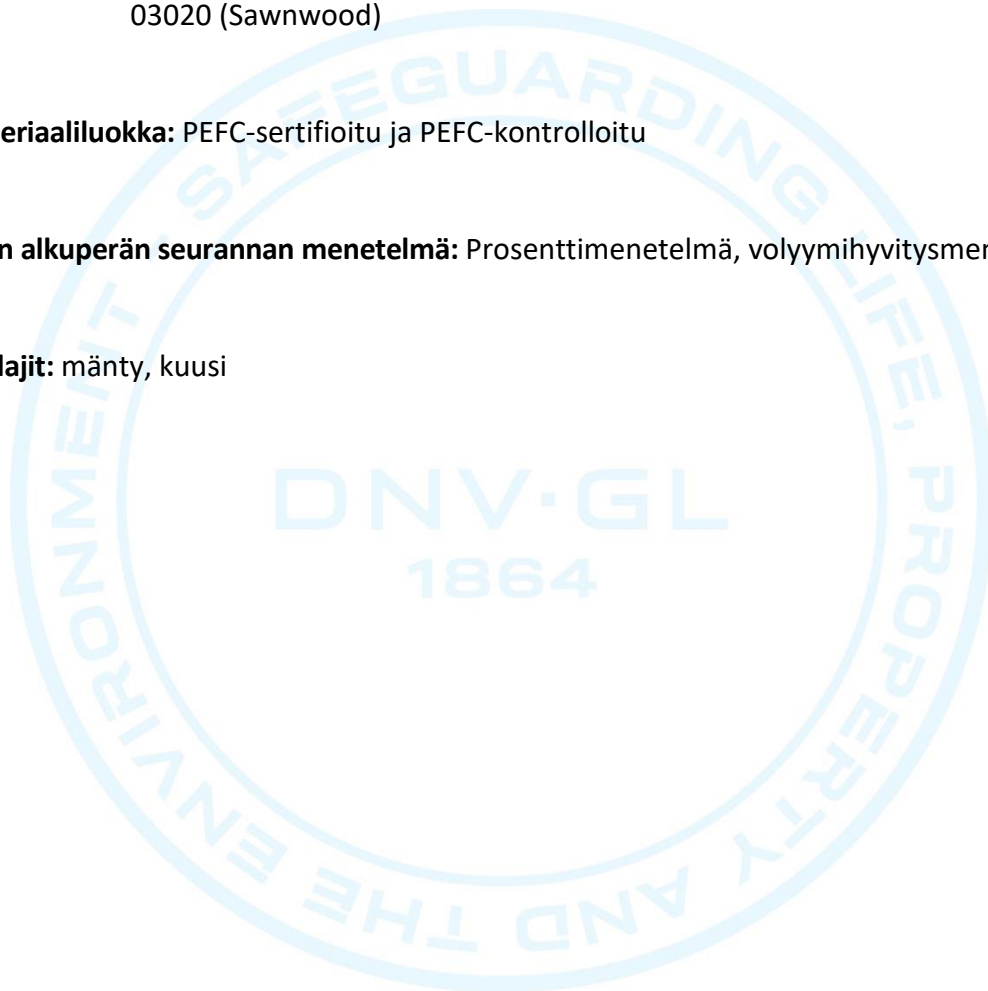 03020 (Sawnwood)
eriaaliluokka: PEFC-sertifioitu ja PEFC-kontrolloitu
n alkuperän seurannan menetelmä: Prosenttimenetelmä, volyymihyvitysmen
lajit: mänty, kuusi
SAFEGUARDING LIFE, PROPERTY AND THE ENVIRONMENT
DNV·GL
1864